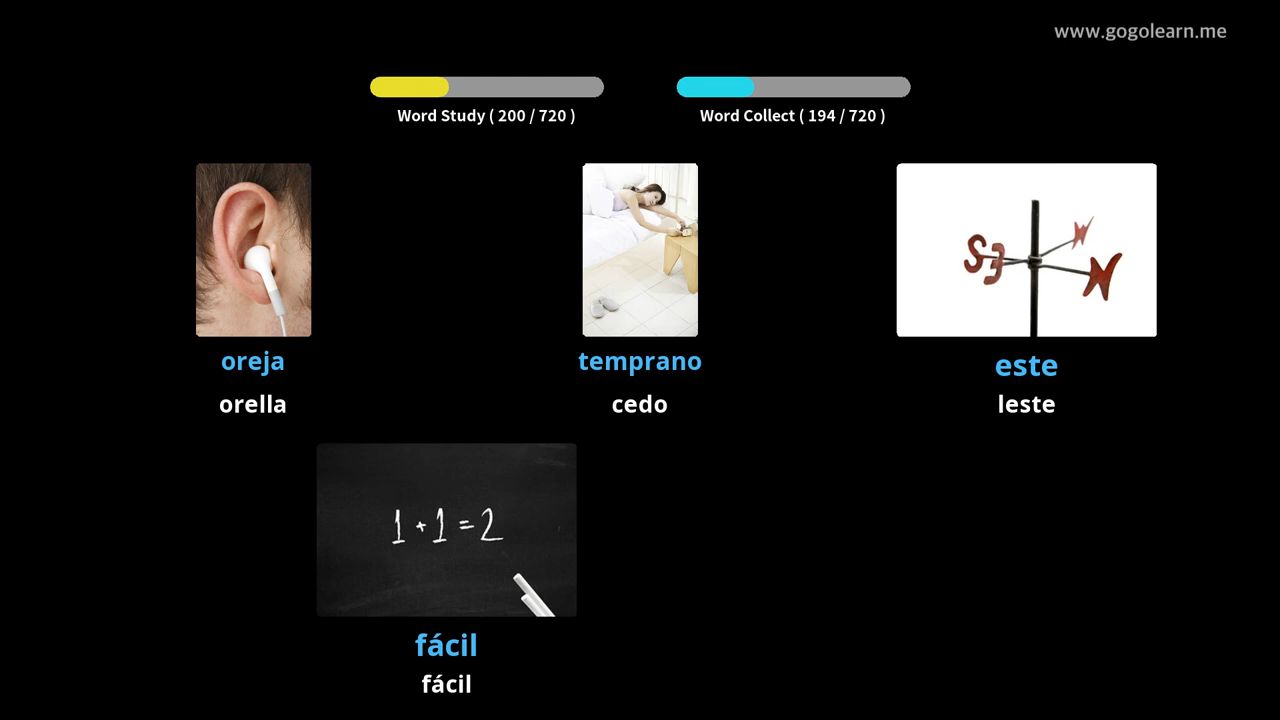 www.gogolearn.me
Word Study ( 200 / 720 )
Word Collect ( 194 / 720 )
oreja
orella
temprano
cedo
este
leste
1 + 1 = 2
fácil
fácil